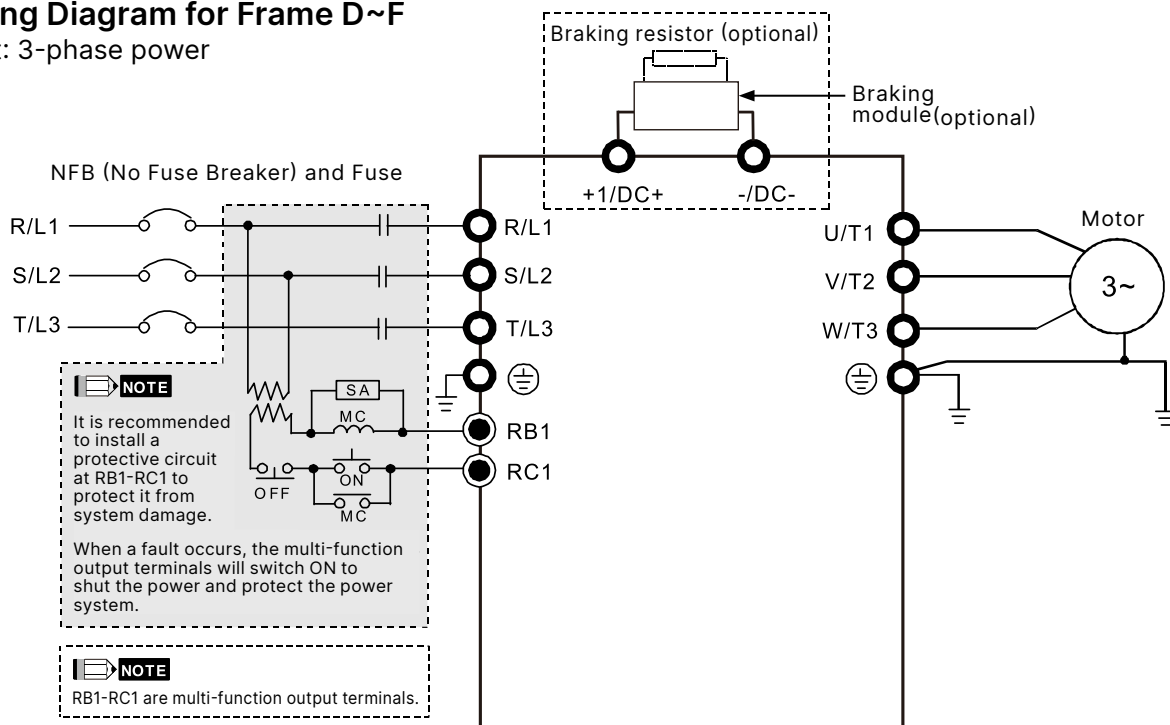 ng Diagram for Frame D~F
: 3-phase power
Braking resistor (optional)
Braking
module(optional)
+1/DC+ -/DC-
NFB (No Fuse Breaker) and Fuse
R/L1
S/L2
T/L3
R/L1
S/L2
T/L3
RB1
RC1
U/T1
V/T2
W/T3
Motor
3~
SA
MC
OFF
ON
MC
NOTE
It is recommended
to install a
protective circuit
at RB1-RC1 to
protect it from
system damage.
When a fault occurs, the multi-function
output terminals will switch ON to
shut the power and protect the power
system.
NOTE
RB1-RC1 are multi-function output terminals.